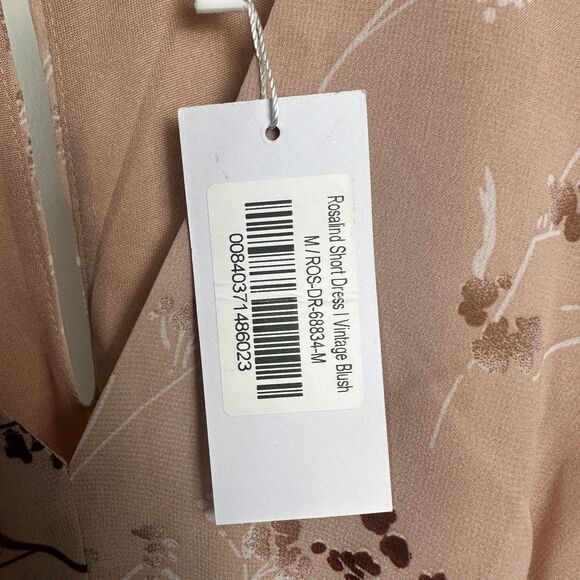 Rosalind Short Dress | Vintage Blush
M / ROS-DR-68834-M
00840371486023